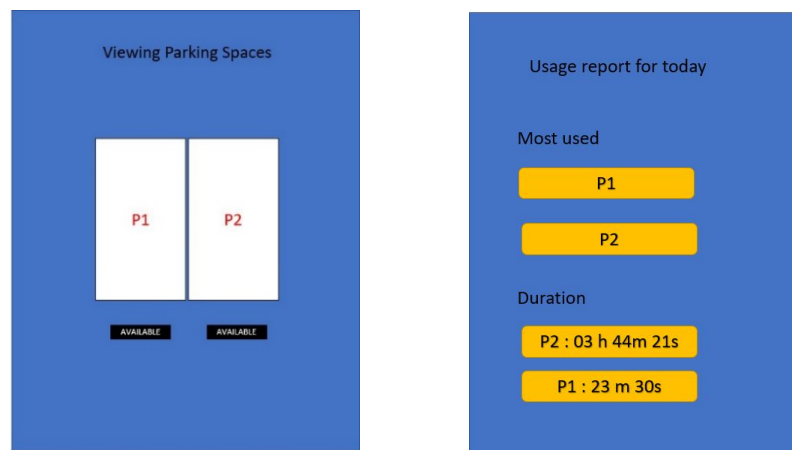 Viewing Parking Spaces
P1 P2
AVAILABLE AVAILABLE
Usage report for today
Most used
P1
P2
Duration
P2 : 03 h 44m 21s
P1 : 23 m 30s